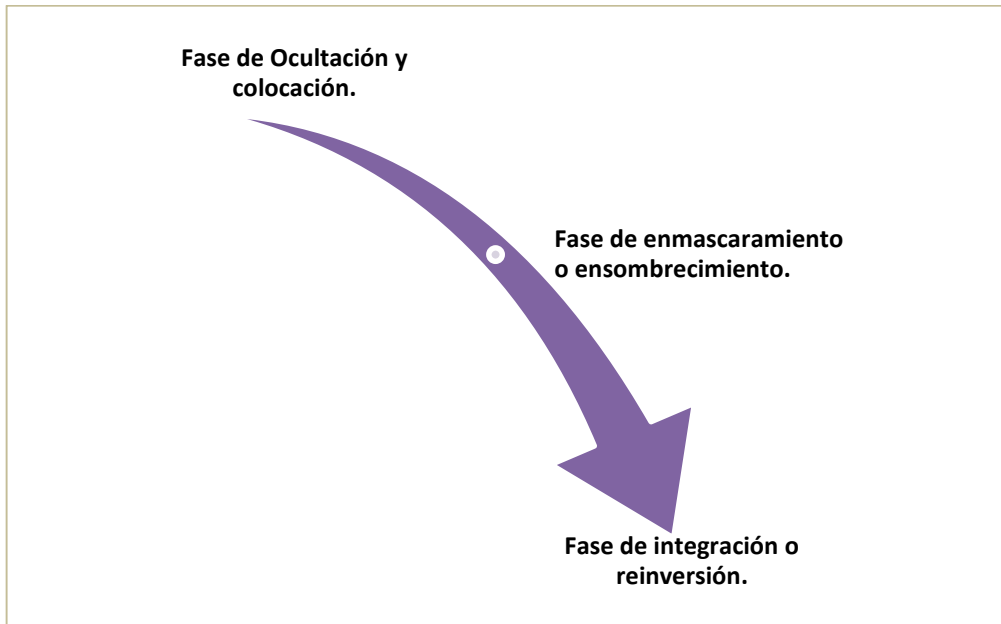 Fase de Ocultación y
colocación.
Fase de enmascaramiento
o ensombrecimiento.
Fase de integración o
reinversión.